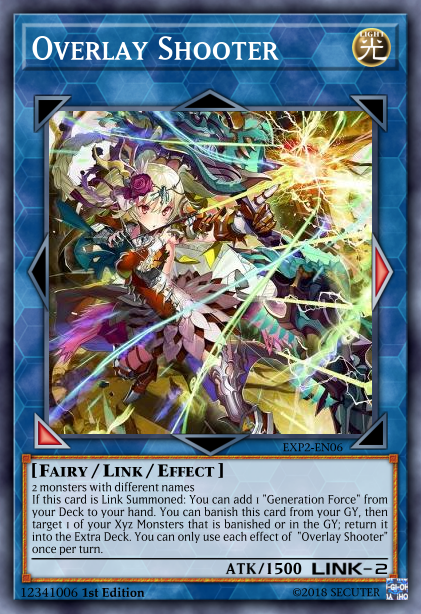 OVERLAY SHOOTER
LIGHT
光
EXP2-EN06
[FAIRY / LINK / EFFECT]
2 monsters with different names
If this card is Link Summoned: You can add 1 "Generation Force" from
your Deck to your hand. You can banish this card from your GY, then
target 1 of your Xyz Monsters that is banished or in the GY; return it
into the Extra Deck. You can only use each effect of "Overlay Shooter"
once per turn.
ATK/1500 LINK-2
12341006 1st Edition ©2018 SECUTER